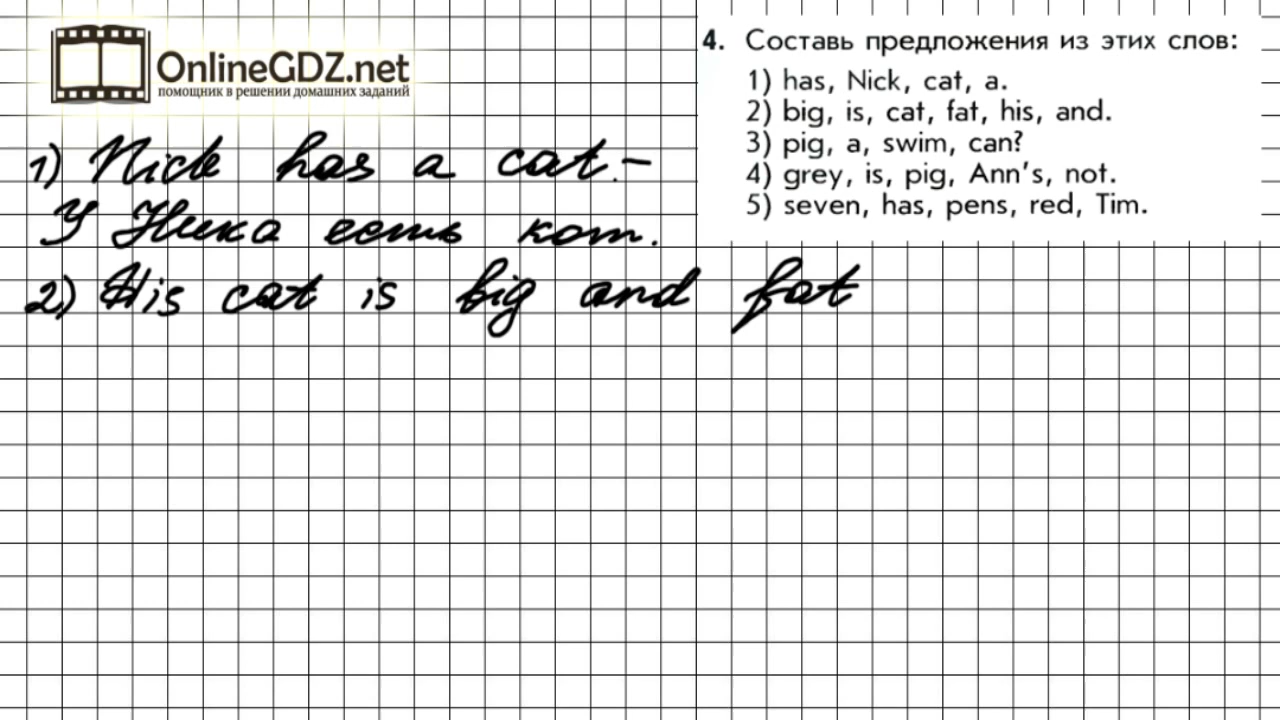 OnlineGDZ.net
помощник в решении домашних заданий
4. Составь предложения из этих слов:
1) has, Nick, cat, a.
2) big, is, cat, fat, his, and.
3) pig, a, swim, can?
4) grey, is, pig, Ann's, not.
5) seven, has, pens, red, Tim.
1) Nick has a cat. –
У Ника есть кот.
2) His cat is big and fat